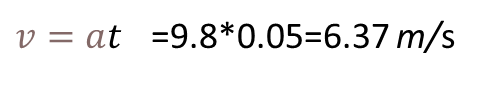 v = at =9.8*0.05=6.37 m/s